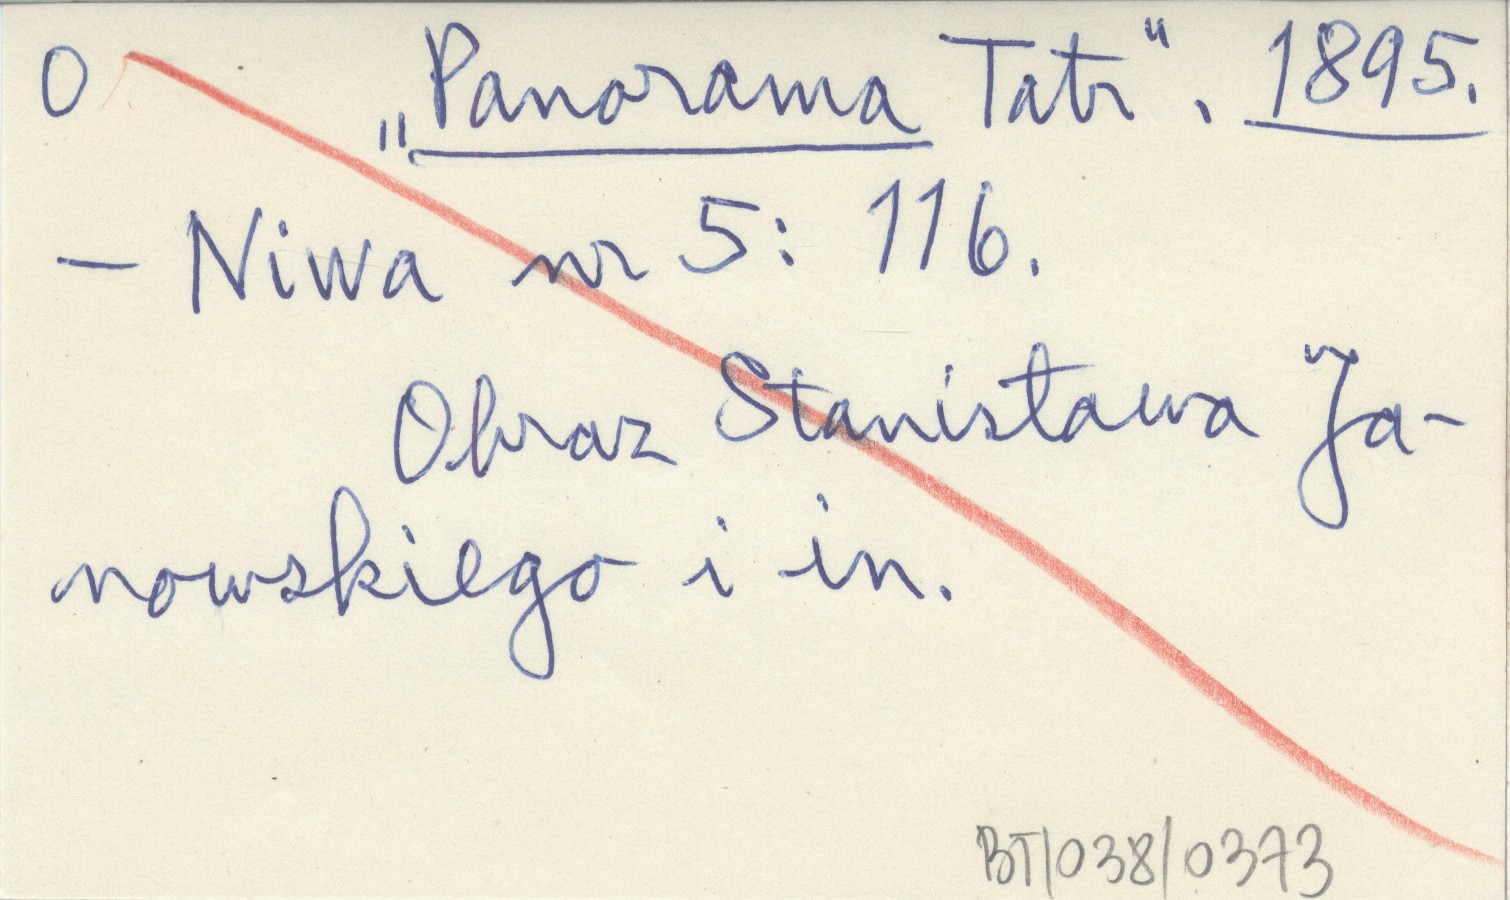 O „Panorama Tatr“. 1895.
- Niwa nr 5: 116.
Obraz Stanisława Ja-
nowskiego i in.
BT/038/0373